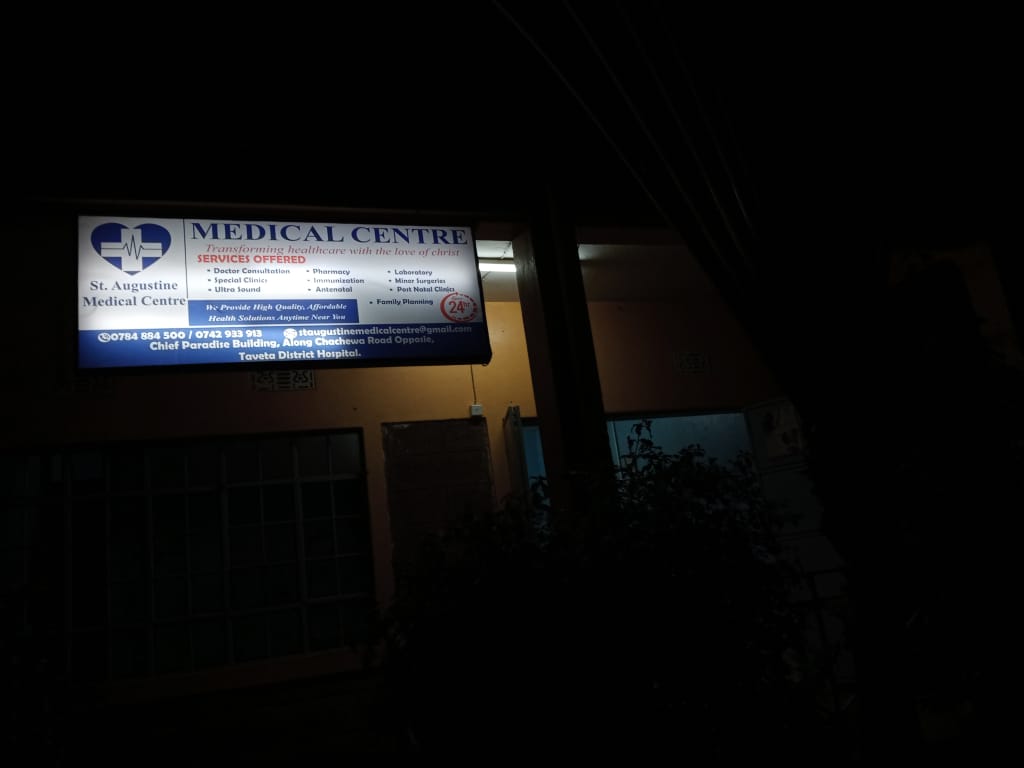 MEDICAL CENTRE
Transforming healthcare with the love of christ
SERVICES OFFERED
• Doctor Consultation • Pharmacy • Laboratory
• Special Clinics • Immunization • Minor Surgeries
• Ultra Sound • Antenatal • Post Natal Clinics
• Family Planning
St. Augustine
Medical Centre
We Provide High Quality, Affordable
Health Solutions Anytime Near You
24
0784 884 500 / 0742 933 913 staugustinemedicalcentre@gmail.com
Chief Paradise Building, Along Chachewa Road Opposie,
Taveta District Hospital.